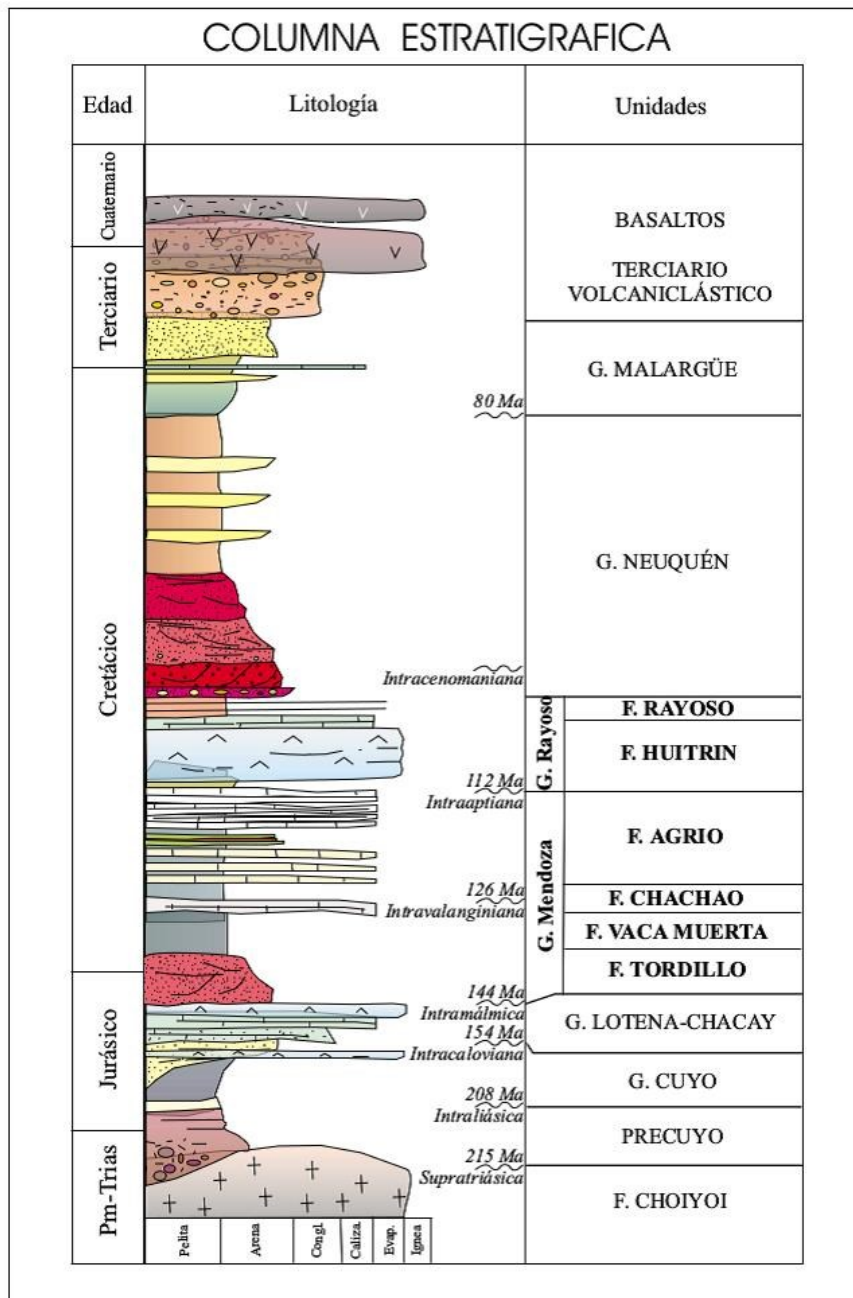 COLUMNA ESTRATIGRAFICA
Edad
Litología
Unidades
Cuaternario
Terciario
Cretácico
Jurásico
Pm-Trias
80 Ma
Intracenomaniana
112 Ma
Intraaptiana
126 Ma
Intravalanginiana
144 Ma
Intramálmica
154 Ma
Intracaloviana
208 Ma
Intraliásica
215 Ma
Supratriásica
BASALTOS
TERCIARIO
VOLCANICLÁSTICO
G. MALARGÜE
G. NEUQUÉN
G. Rayoso
F. RAYOSO
F. HUITRIN
G. Mendoza
F. AGRIO
F. CHACHAO
F. VACA MUERTA
F. TORDILLO
G. LOTENA-CHACAY
G. CUYO
PRECUYO
F. CHOIYOI
Pelita
Arena
Congl.
Caliza.
Evap.
Ignea